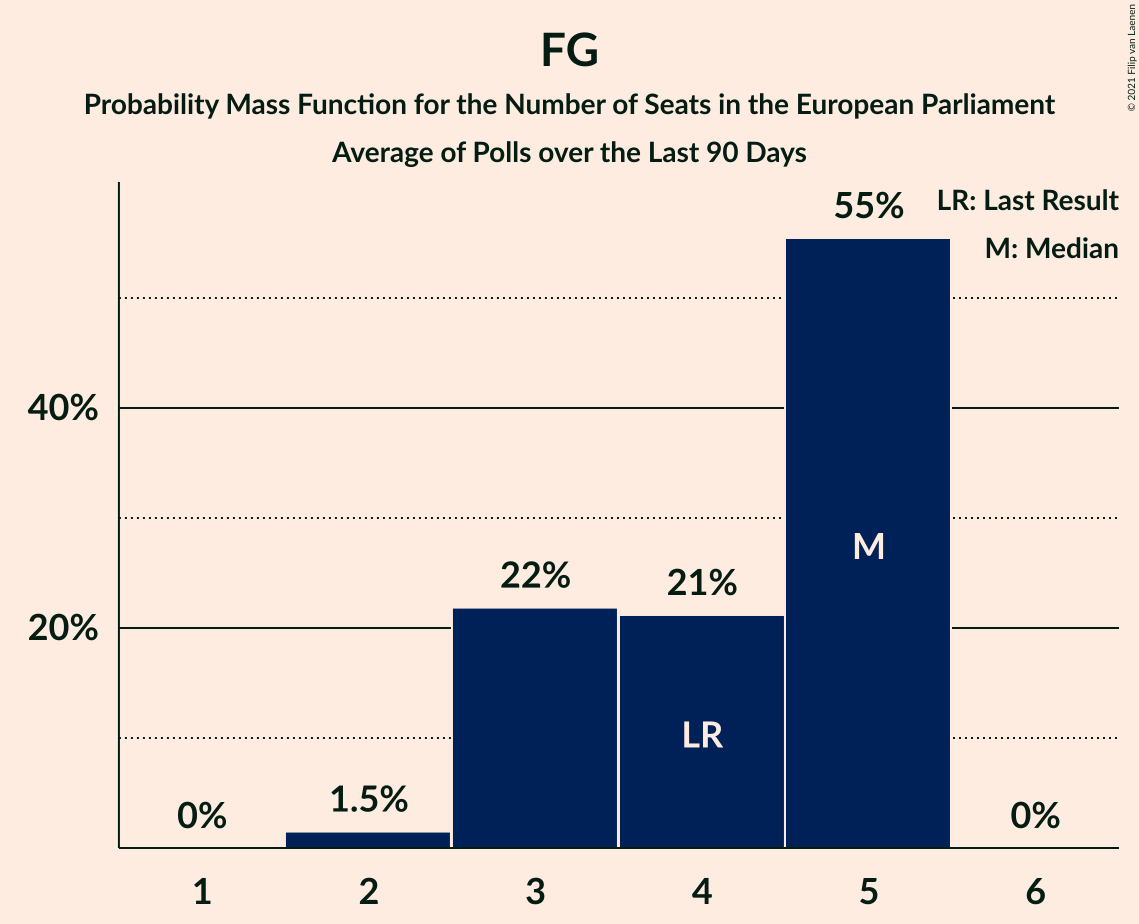 FG
Probability Mass Function for the Number of Seats in the European Parliament
Average of Polls over the Last 90 Days
© 2021 Filip van Laenen
LR: Last Result
M: Median
55%
40%
M
22%
21%
20%
LR
0%
1.5%
0%
1 2 3 4 5 6